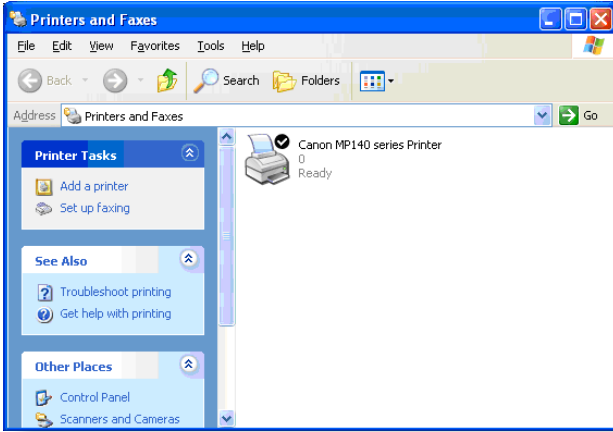 Printers and Faxes
File Edit View Favorites Tools Help
Back Search Folders
Address Printers and Faxes Go
Printer Tasks
Add a printer
Set up faxing
See Also
Troubleshoot printing
Get help with printing
Other Places
Control Panel
Scanners and Cameras
Canon MP140 series Printer
0
Ready